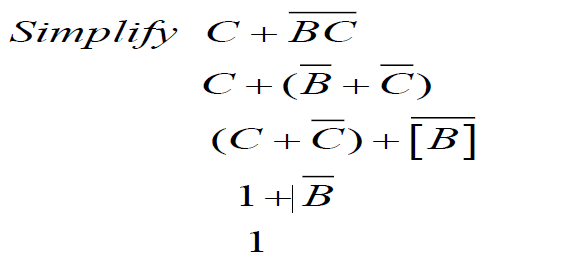 Simplify C + B̅C̅
C + (B̅ + C̅)
(C + C̅) + [̅B̅]̅
1 +| B̅
1